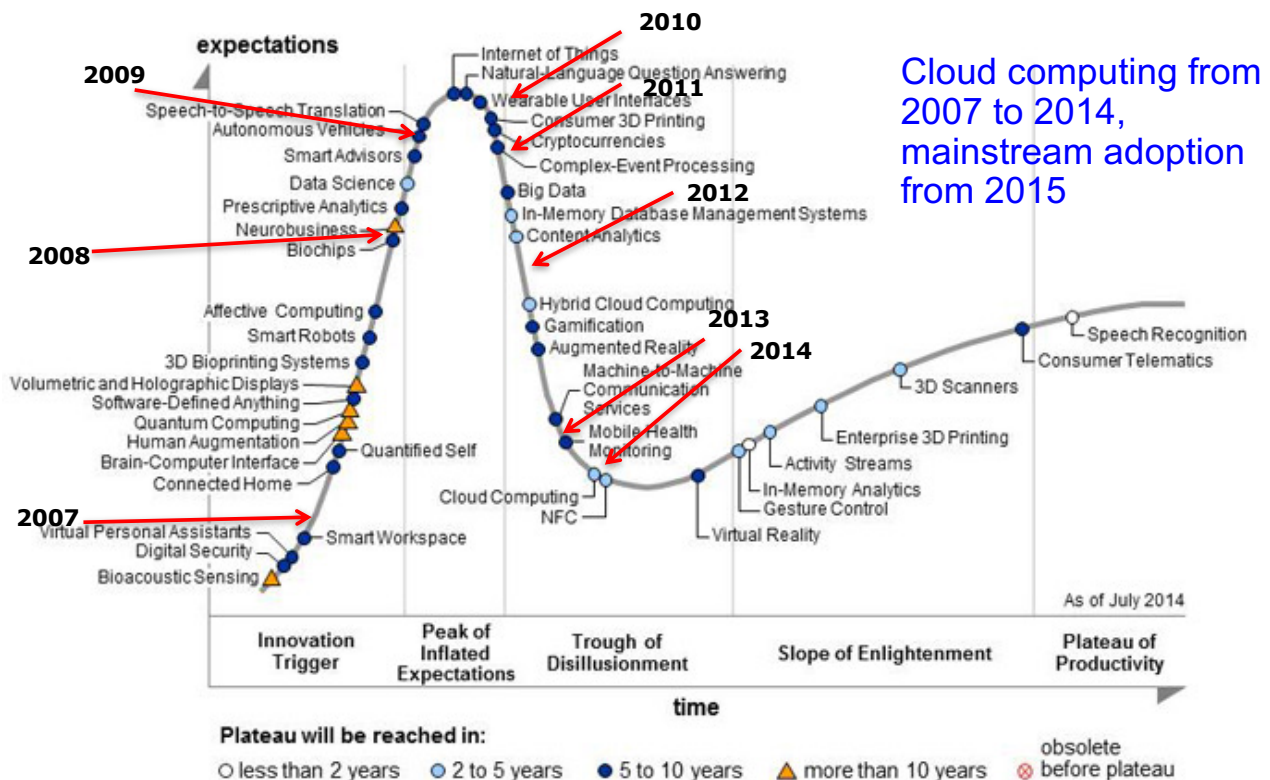 expectations
2010
2009
2011
Cloud computing from
2007 to 2014,
mainstream adoption
from 2015
Internet of Things
Natural-Language Question Answering
Wearable User Interfaces
Consumer 3D Printing
Cryptocurrencies
Complex-Event Processing
Speech-to-Speech Translation
Autonomous Vehicles
Smart Advisors
Data Science
Prescriptive Analytics
Neurobusiness
Biochips
2008
Big Data
2012
In-Memory Database Management Systems
Content Analytics
Affective Computing
Smart Robots
3D Bioprinting Systems
Volumetric and Holographic Displays
Software-Defined Anything
Quantum Computing
Human Augmentation
Brain-Computer Interface
Quantified Self
Connected Home
2007
Virtual Personal Assistants
Smart Workspace
Digital Security
Bioacoustic Sensing
Hybrid Cloud Computing
Gamification
2013
Augmented Reality
2014
Machine-to-Machine
Communication
Services
Mobile Health
Monitoring
Cloud Computing
NFC
Virtual Reality
Speech Recognition
Consumer Telematics
3D Scanners
Enterprise 3D Printing
Activity Streams
In-Memory Analytics
Gesture Control
As of July 2014
Innovation
Trigger
Peak of
Inflated
Expectations
Trough of
Disillusionment
Slope of Enlightenment
Plateau of
Productivity
time
Plateau will be reached in:
less than 2 years
2 to 5 years
5 to 10 years
more than 10 years
obsolete
before plateau